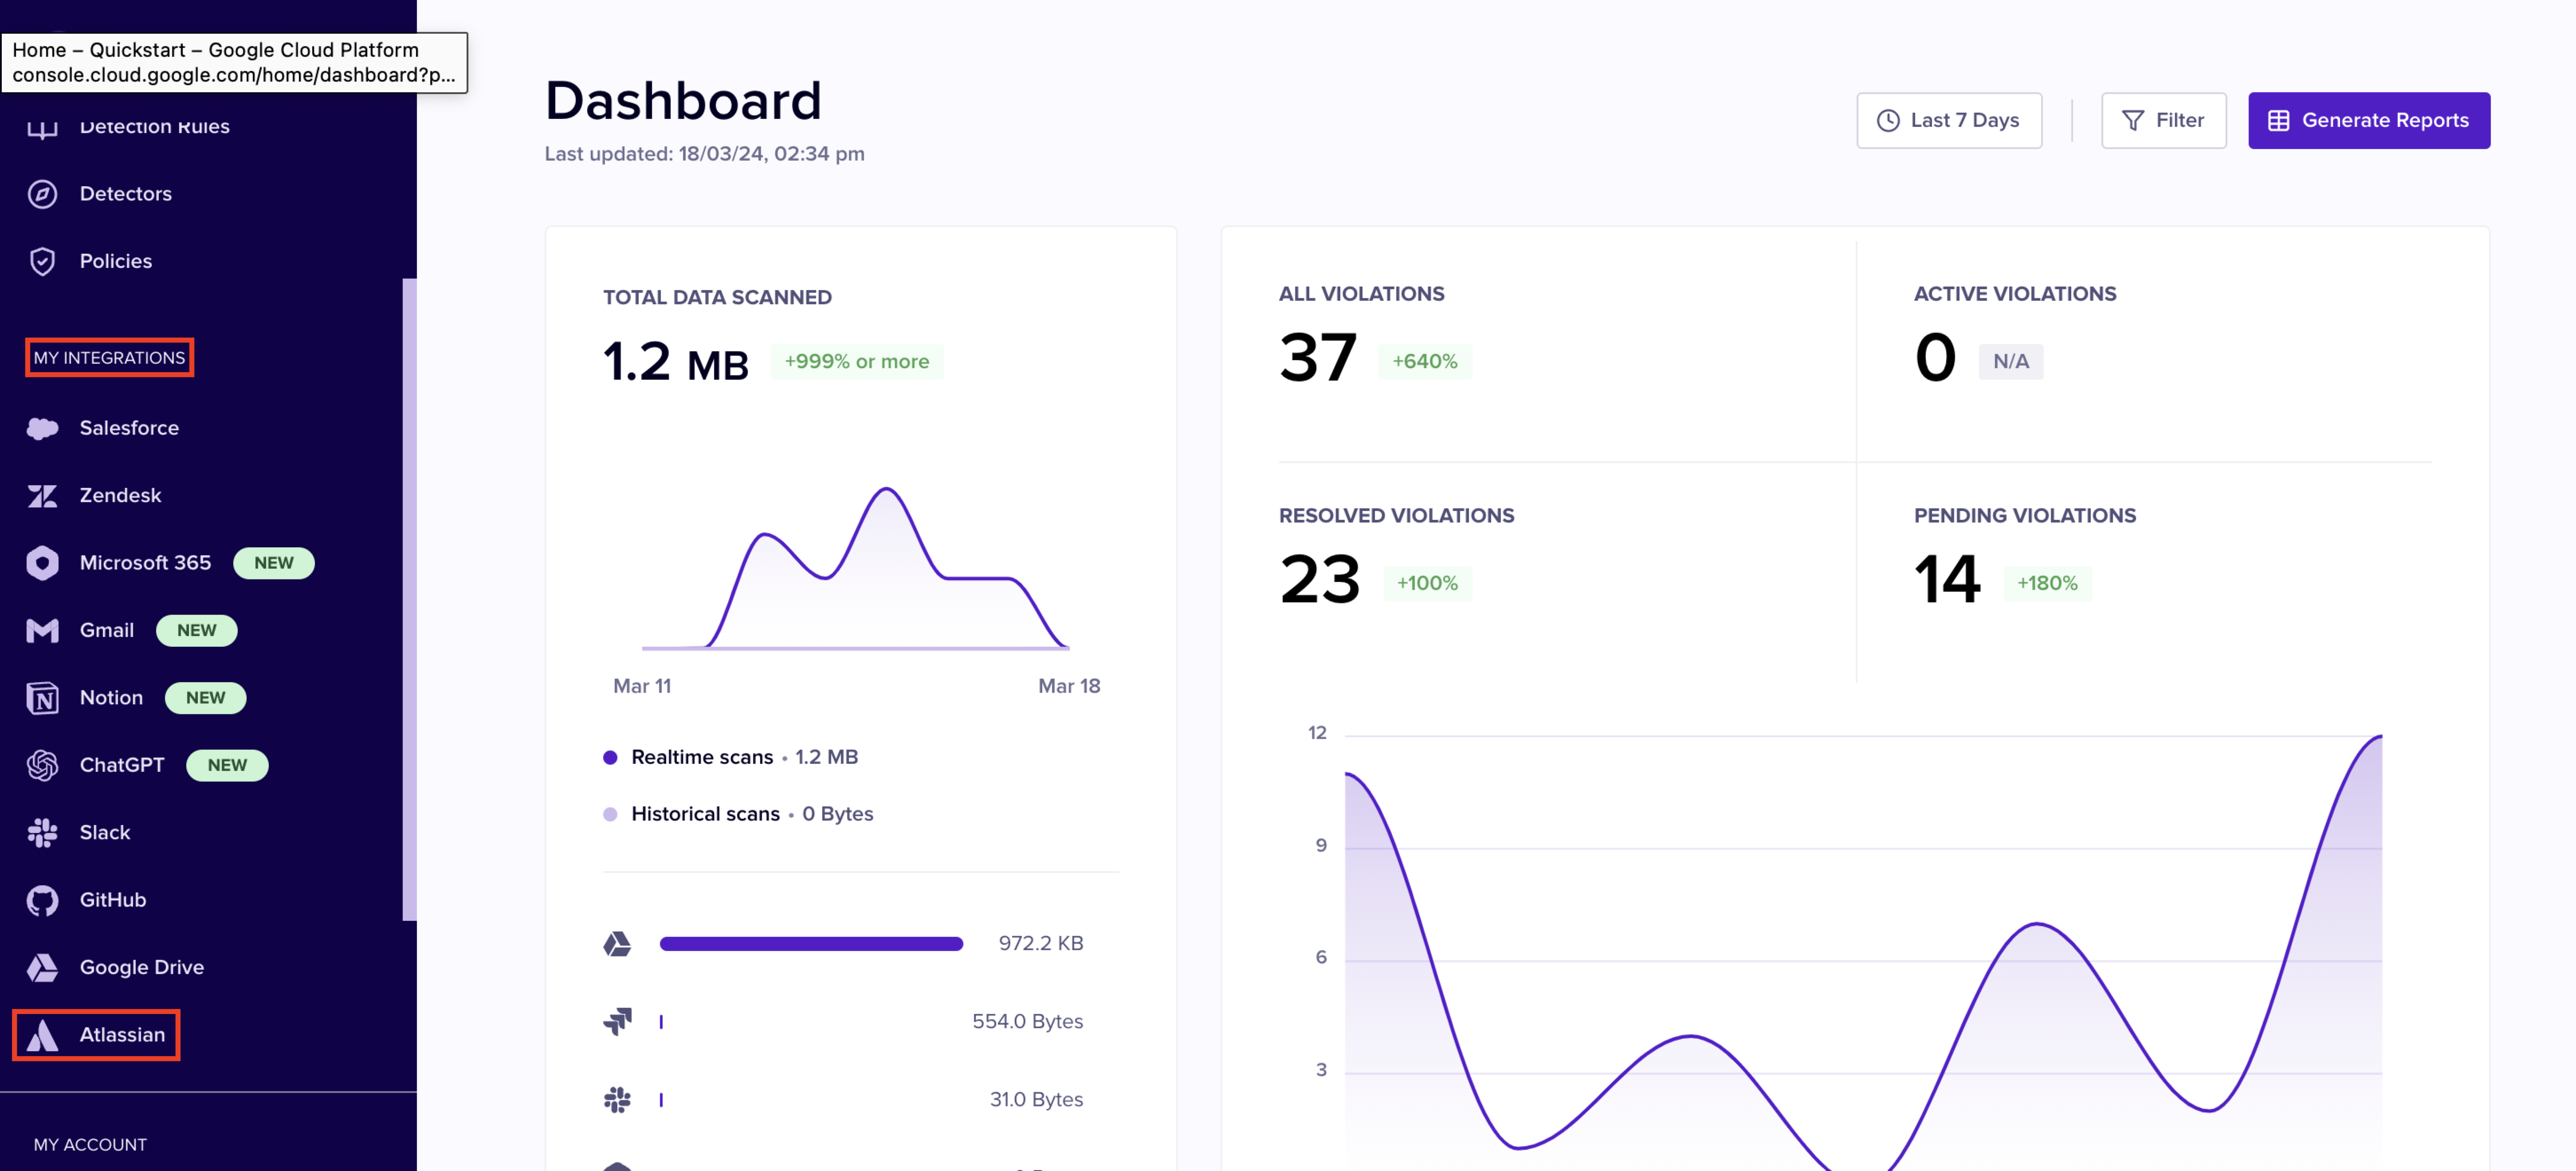 Home – Quickstart – Google Cloud Platform
console.cloud.google.com/home/dashboard?p...
Detection Rules
Detectors
Policies
MY INTEGRATIONS
Salesforce
Zendesk
Microsoft 365 NEW
Gmail NEW
Notion NEW
ChatGPT NEW
Slack
GitHub
Google Drive
Atlassian
MY ACCOUNT
Dashboard
Last updated: 18/03/24, 02:34 pm
Last 7 Days
Filter
Generate Reports
TOTAL DATA SCANNED
1.2 MB +999% or more
Mar 11 Mar 18
Realtime scans • 1.2 MB
Historical scans • 0 Bytes
972.2 KB
554.0 Bytes
31.0 Bytes
ALL VIOLATIONS
37 +640%
ACTIVE VIOLATIONS
0 N/A
RESOLVED VIOLATIONS
23 +100%
PENDING VIOLATIONS
14 +180%
12
9
6
3